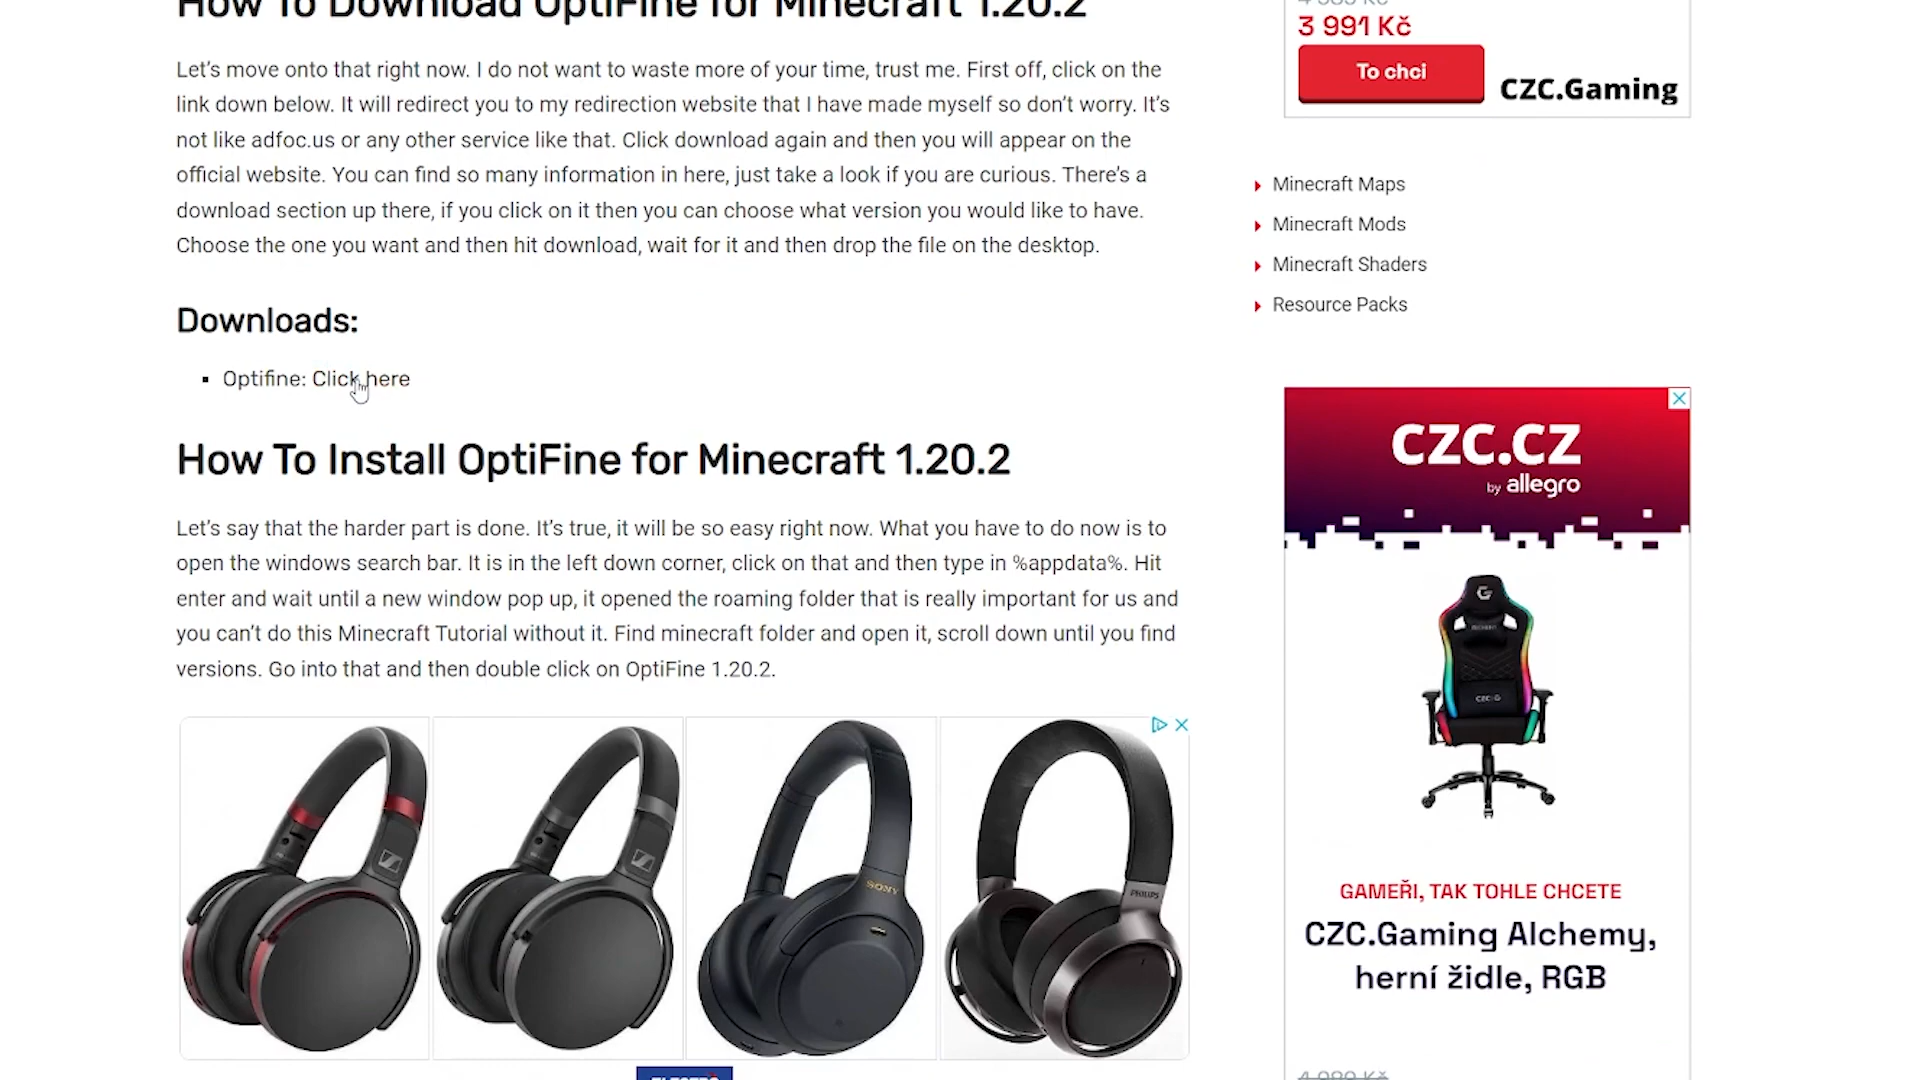 How To Download OptiFine for Minecraft 1.20.2
Let’s move onto that right now. I do not want to waste more of your time, trust me. First off, click on the
link down below. It will redirect you to my redirection website that I have made myself so don’t worry. It’s
not like adfoc.us or any other service like that. Click download again and then you will appear on the
official website. You can find so many information in here, just take a look if you are curious. There’s a
download section up there, if you click on it then you can choose what version you would like to have.
Choose the one you want and then hit download, wait for it and then drop the file on the desktop.
Downloads:
Optifine: Click here
How To Install OptiFine for Minecraft 1.20.2
Let’s say that the harder part is done. It’s true, it will be so easy right now. What you have to do now is to
open the windows search bar. It is in the left down corner, click on that and then type in %appdata%. Hit
enter and wait until a new window pop up, it opened the roaming folder that is really important for us and
you can’t do this Minecraft Tutorial without it. Find minecraft folder and open it, scroll down until you find
versions. Go into that and then double click on OptiFine 1.20.2.
SONY
PHILIPS
3 991 Kč
To chci
CZC.Gaming
Minecraft Maps
Minecraft Mods
Minecraft Shaders
Resource Packs
CZC.CZ
by allegro
GAMEŘI, TAK TOHLE CHCETE
CZC.Gaming Alchemy,
herní židle, RGB